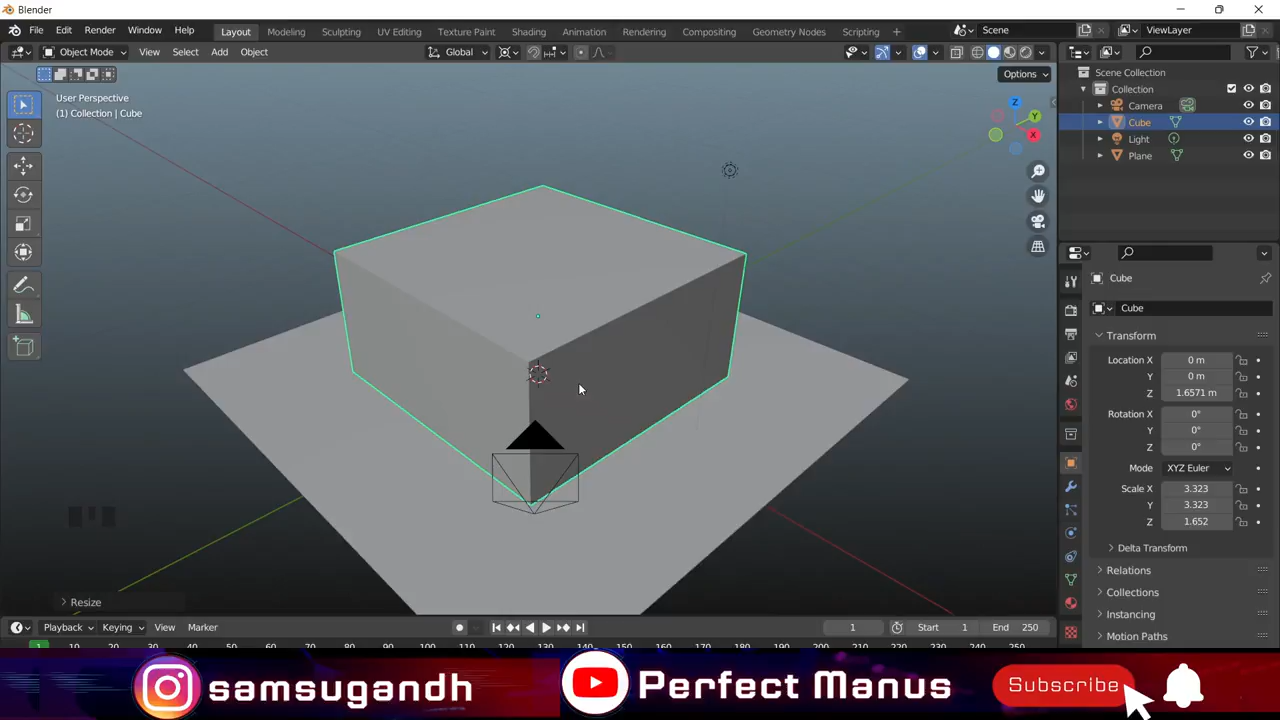 Blender
File Edit Render Window Help
Layout Modeling Sculpting UV Editing Texture Paint Shading Animation Rendering Compositing Geometry Nodes Scripting +
Scene
ViewLayer
Object Mode View Select Add Object
Global
Options
User Perspective
(1) Collection | Cube
Z
Y
X
Scene Collection
Collection
Camera
Cube
Light
Plane
Cube
Cube
Transform
Location X 0 m
Y 0 m
Z 1.6571 m
Rotation X 0°
Y 0°
Z 0°
Mode XYZ Euler
Scale X 3.323
Y 3.323
Z 1.652
Delta Transform
Relations
Collections
Instancing
Motion Paths
Resize
Playback Keying View Marker
1
Start 1
End 250
samsugandh
Perfect Manus
Subscribe